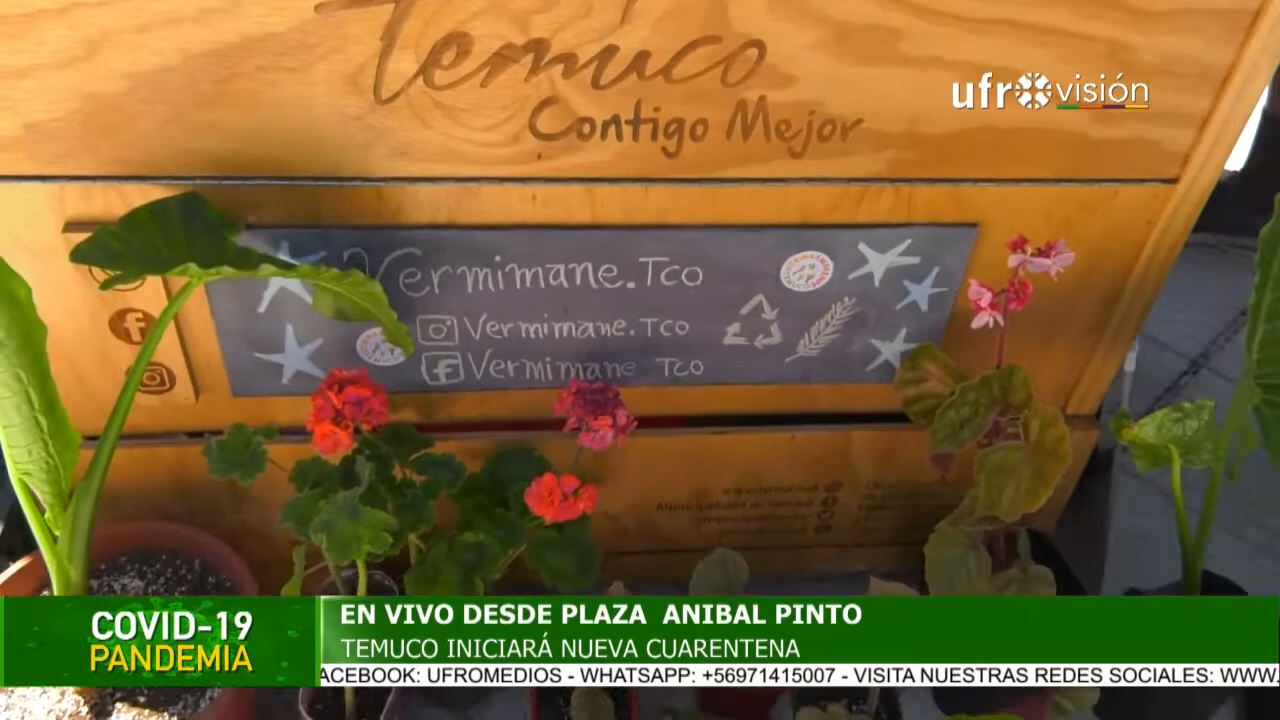 Temuco
Contigo Mejor
ufrovisión
Vermimane.Tco
Vermimane.Tco
Vermimane Tco
COVID-19
PANDEMIA
EN VIVO DESDE PLAZA ANIBAL PINTO
TEMUCO INICIARÁ NUEVA CUARENTENA
ACEBOOK: UFROMEDIOS - WHATSAPP: +56971415007 - VISITA NUESTRAS REDES SOCIALES: WWW.